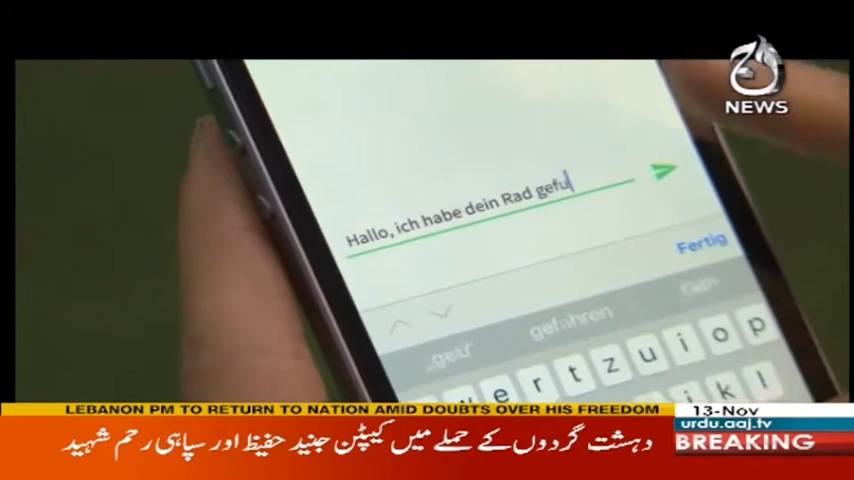 آج
NEWS
Hallo, ich habe dein Rad gefu
Fertig
gefahren
w e r t z u i o p
j k l
LEBANON PM TO RETURN TO NATION AMID DOUBTS OVER HIS FREEDOM
13-Nov
urdu.aaj.tv
BREAKING
دہشت گردوں کے حملے میں کیپٹن جنید حفیظ اور سپاہی رحم شہید